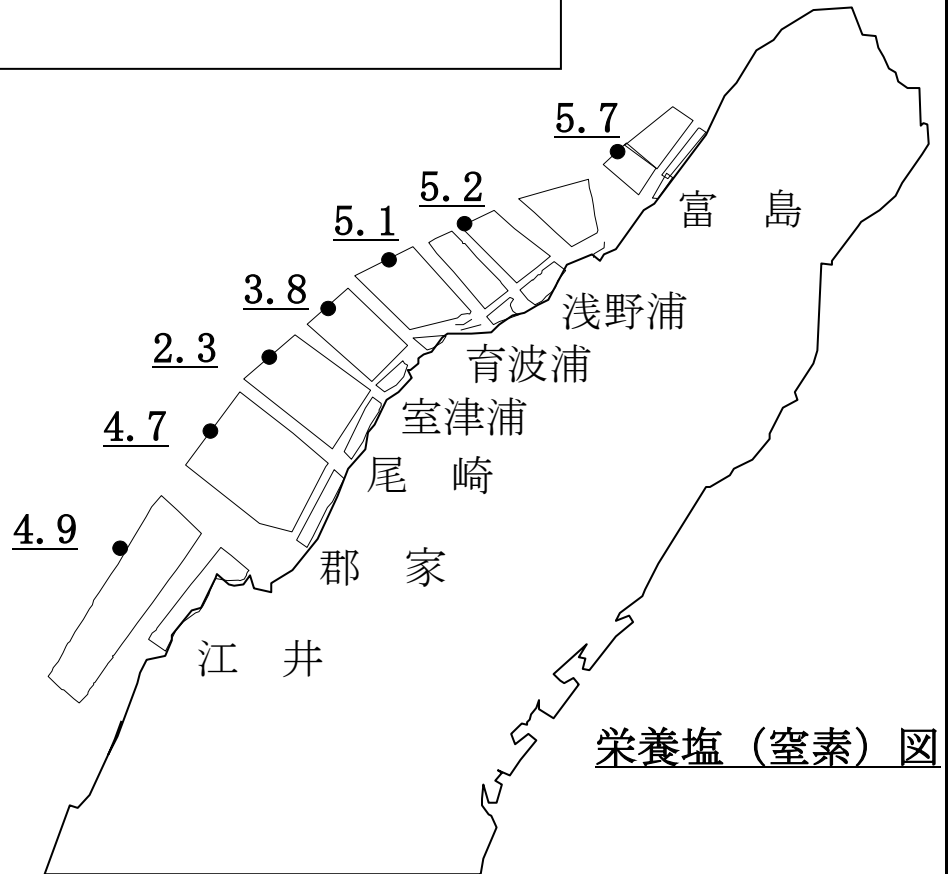 5.7
5.2
富　島
5.1
3.8
浅野浦
2.3
育波浦
4.7
室津浦
尾　崎
4.9
郡　家
江　井
栄養塩（窒素）図